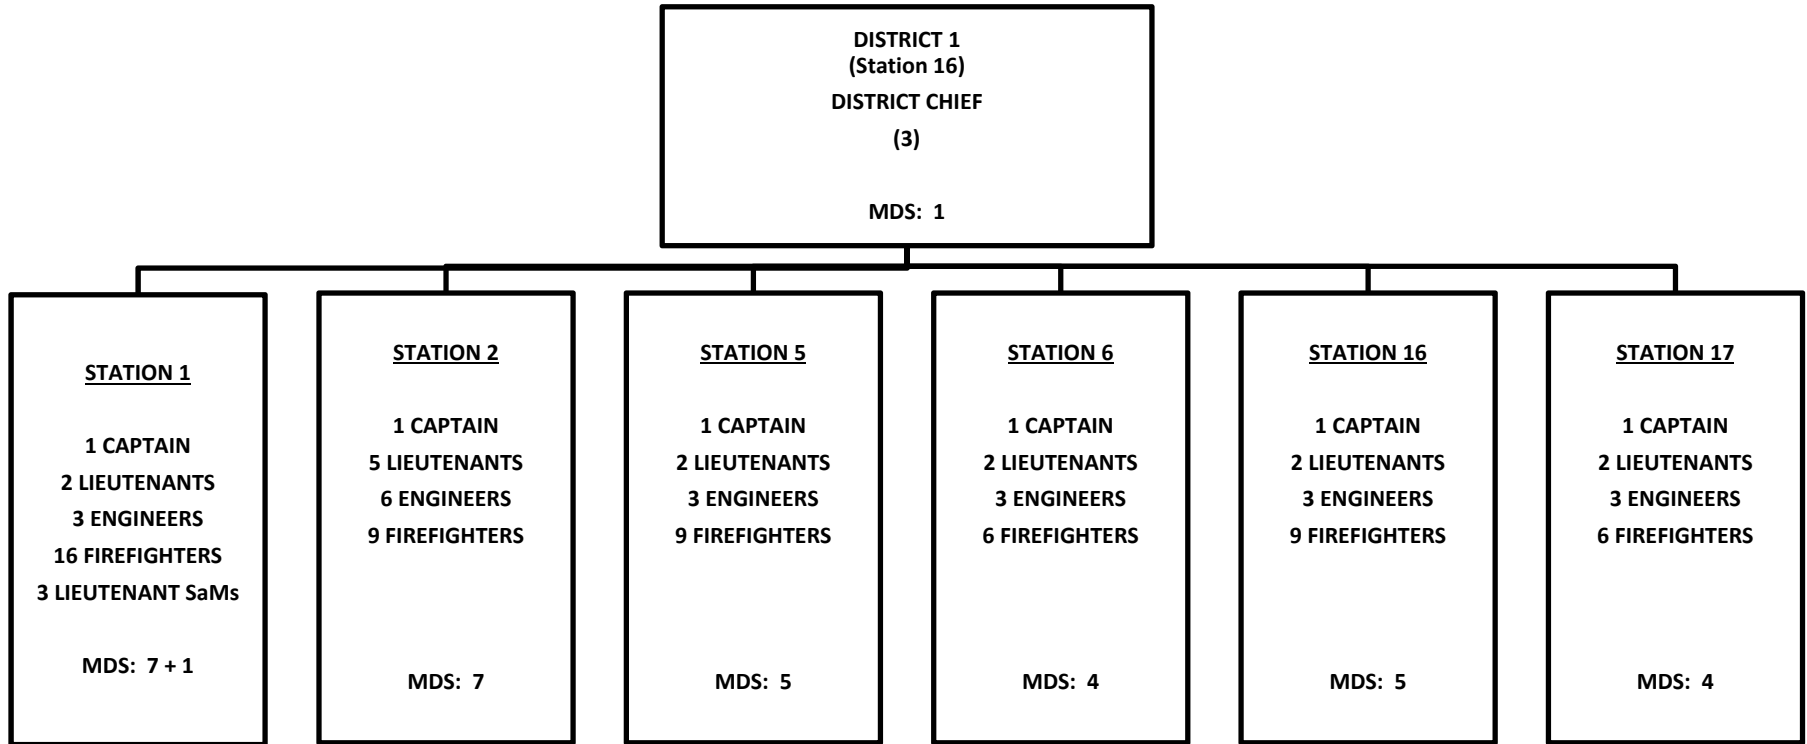 DISTRICT 1
(Station 16)
DISTRICT CHIEF
(3)
MDS:  1
STATION 1
1 CAPTAIN
2 LIEUTENANTS
3 ENGINEERS
16 FIREFIGHTERS
3 LIEUTENANT SaMs
MDS:  7 + 1
STATION 2
1 CAPTAIN
5 LIEUTENANTS
6 ENGINEERS
9 FIREFIGHTERS
MDS:  7
STATION 5
1 CAPTAIN
2 LIEUTENANTS
3 ENGINEERS
9 FIREFIGHTERS
MDS:  5
STATION 6
1 CAPTAIN
2 LIEUTENANTS
3 ENGINEERS
6 FIREFIGHTERS
MDS:  4
STATION 16
1 CAPTAIN
2 LIEUTENANTS
3 ENGINEERS
9 FIREFIGHTERS
MDS:  5
STATION 17
1 CAPTAIN
2 LIEUTENANTS
3 ENGINEERS
6 FIREFIGHTERS
MDS:  4